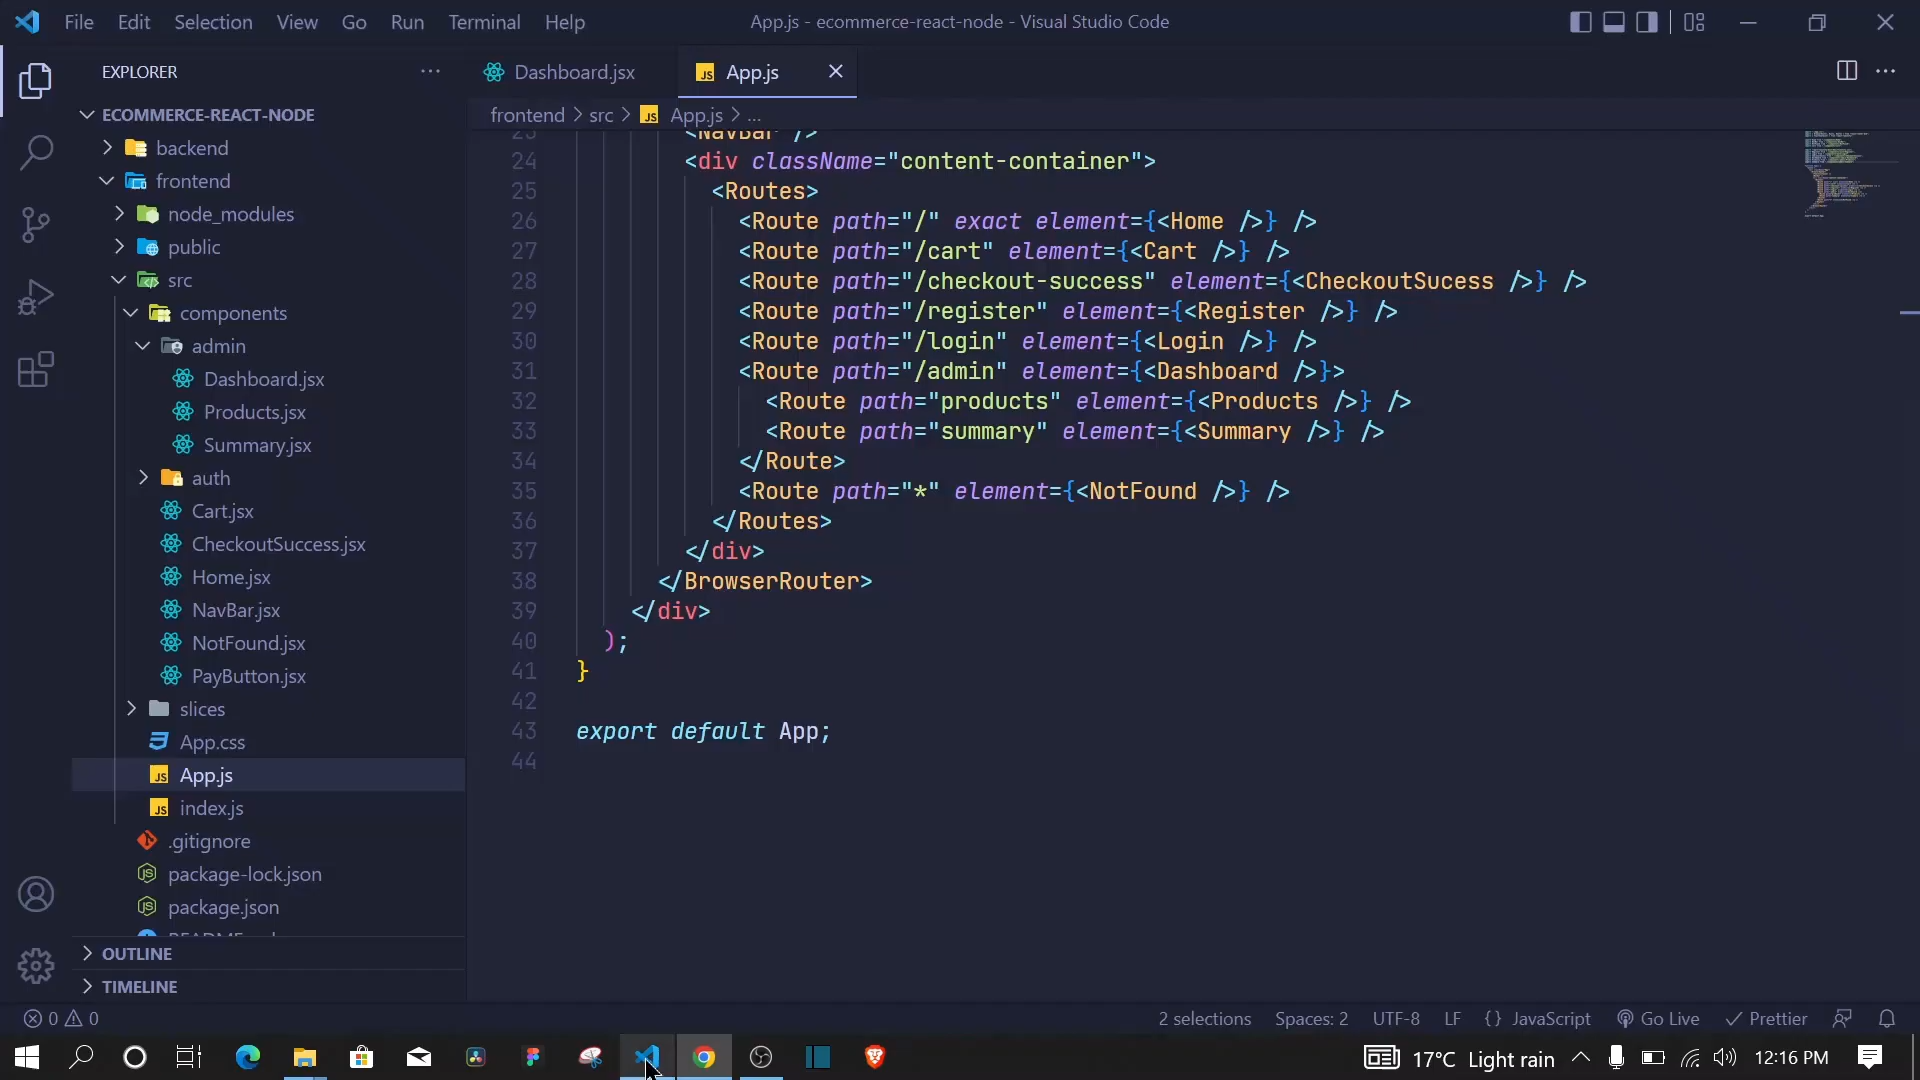 File Edit Selection View Go Run Terminal Help
App.js - ecommerce-react-node - Visual Studio Code
EXPLORER
Dashboard.jsx
JS App.js
ECOMMERCE-REACT-NODE
backend
frontend
node_modules
public
src
components
admin
Dashboard.jsx
Products.jsx
Summary.jsx
auth
Cart.jsx
CheckoutSuccess.jsx
Home.jsx
NavBar.jsx
NotFound.jsx
PayButton.jsx
slices
App.css
JS App.js
JS index.js
.gitignore
package-lock.json
package.json
OUTLINE
TIMELINE
frontend > src > JS App.js > ...
23 <NavBar />
24 <div className="content-container">
25 <Routes>
26 <Route path="/" exact element={<Home />} />
27 <Route path="/cart" element={<Cart />} />
28 <Route path="/checkout-success" element={<CheckoutSucess />} />
29 <Route path="/register" element={<Register />} />
30 <Route path="/login" element={<Login />} />
31 <Route path="/admin" element={<Dashboard />}>
32 <Route path="products" element={<Products />} />
33 <Route path="summary" element={<Summary />} />
34 </Route>
35 <Route path="*" element={<NotFound />} />
36 </Routes>
37 </div>
38 </BrowserRouter>
39 </div>
40 );
41 }
42
43 export default App;
44
0 0
2 selections Spaces: 2 UTF-8 LF {} JavaScript Go Live Prettier
17°C Light rain 12:16 PM